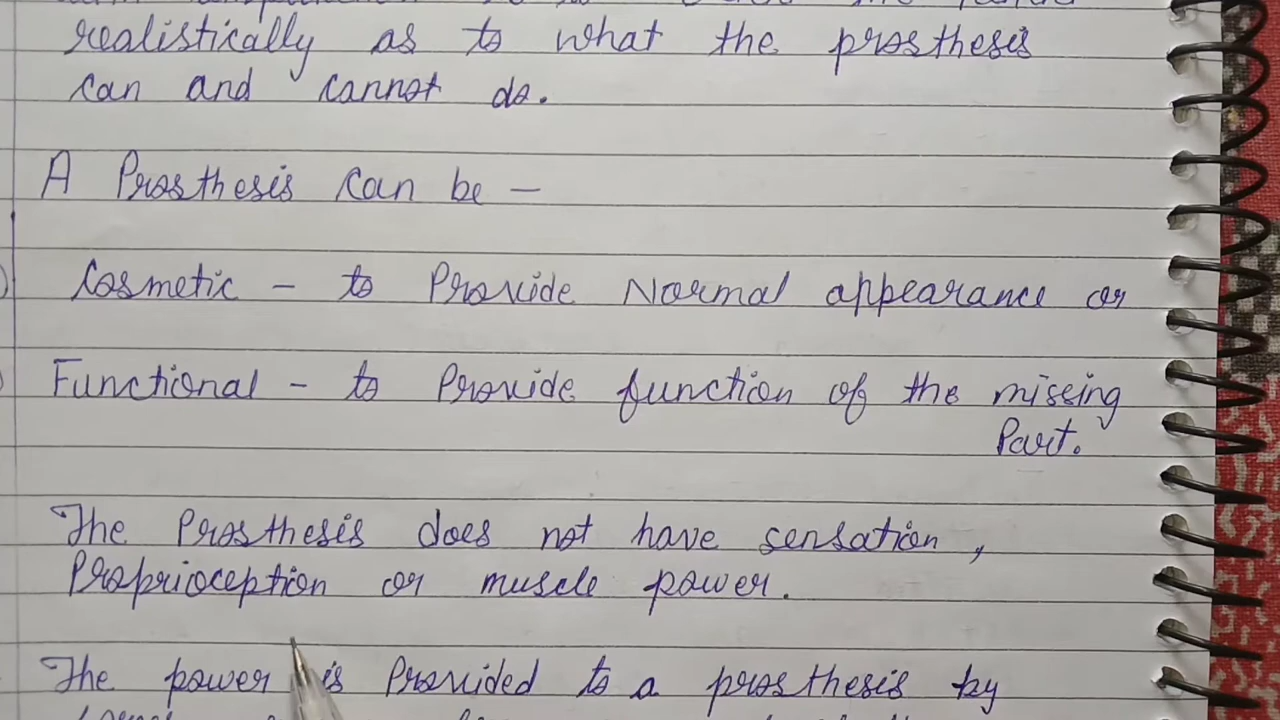 realistically as to what the prosthesis
can and cannot do.
A Prosthesis can be -
Cosmetic - to Provide Normal appearance or
Functional - to Provide function of the missing
Part.
The Prosthesis does not have sensation,
Proprioception or muscle power.
The power is Provided to a prosthesis by